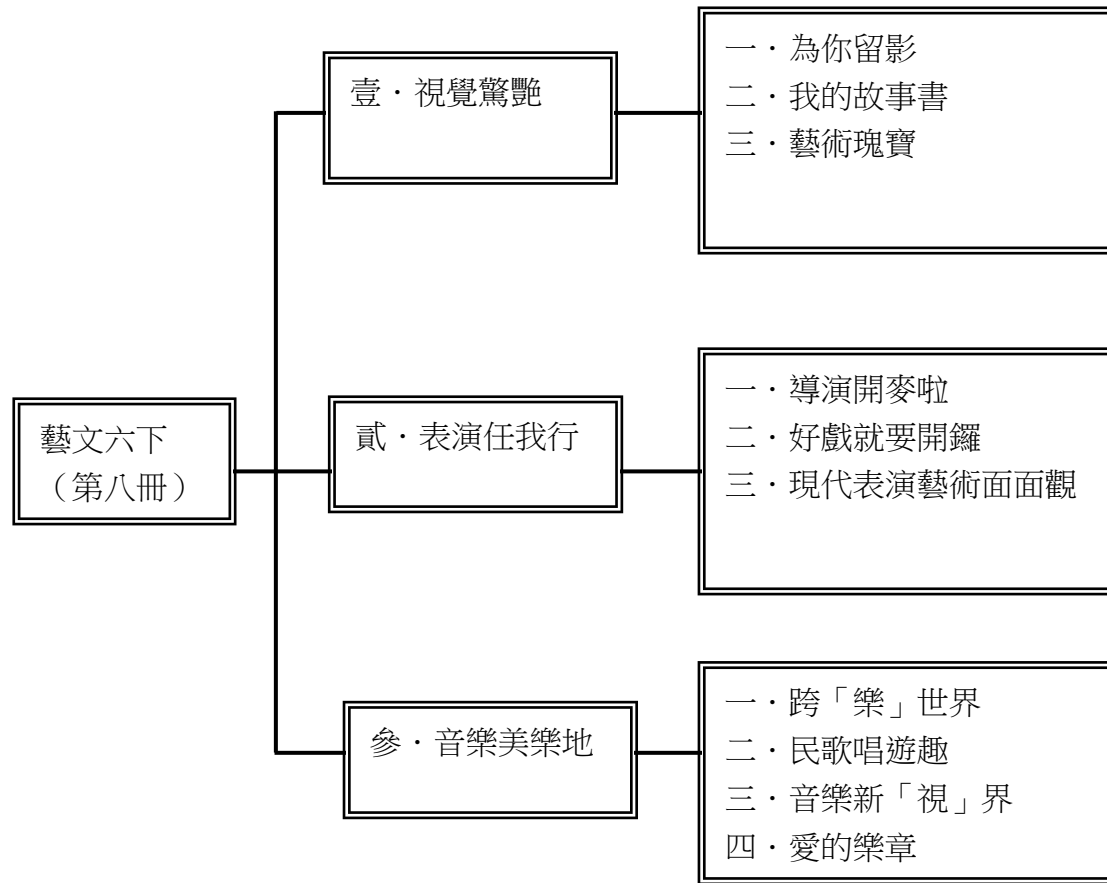 藝文六下
（第八冊）
壹．視覺驚艷
一．為你留影
二．我的故事書
三．藝術瑰寶
貳．表演任我行
一．導演開麥啦
二．好戲就要開鑼
三．現代表演藝術面面觀
參．音樂美樂地
一．跨「樂」世界
二．民歌唱遊趣
三．音樂新「視」界
四．愛的樂章